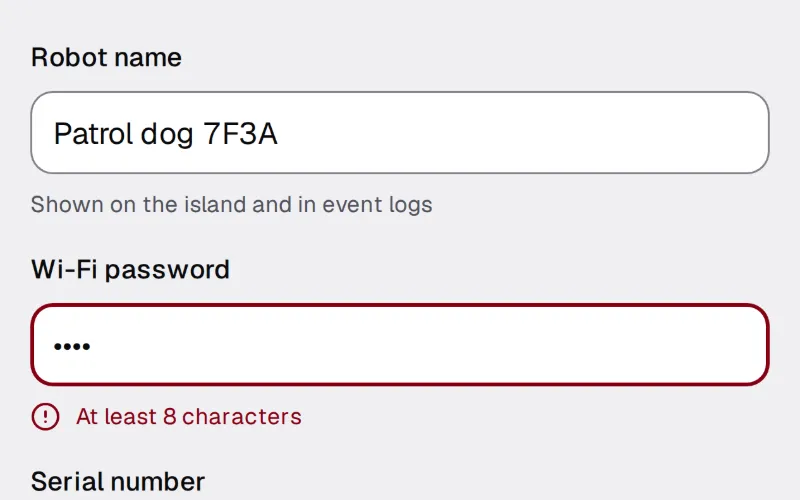 Robot name
Patrol dog 7F3A
Shown on the island and in event logs
Wi-Fi password
••••
At least 8 characters
Serial number